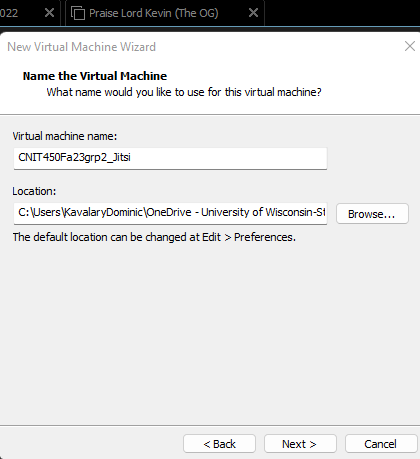 022
Praise Lord Kevin (The OG)
New Virtual Machine Wizard
Name the Virtual Machine
What name would you like to use for this virtual machine?
Virtual machine name:
CNIT450Fa23grp2_Jitsi
Location:
C:\Users\KavalaryDominic\OneDrive - University of Wisconsin-St
Browse...
The default location can be changed at Edit > Preferences.
< Back
Next >
Cancel